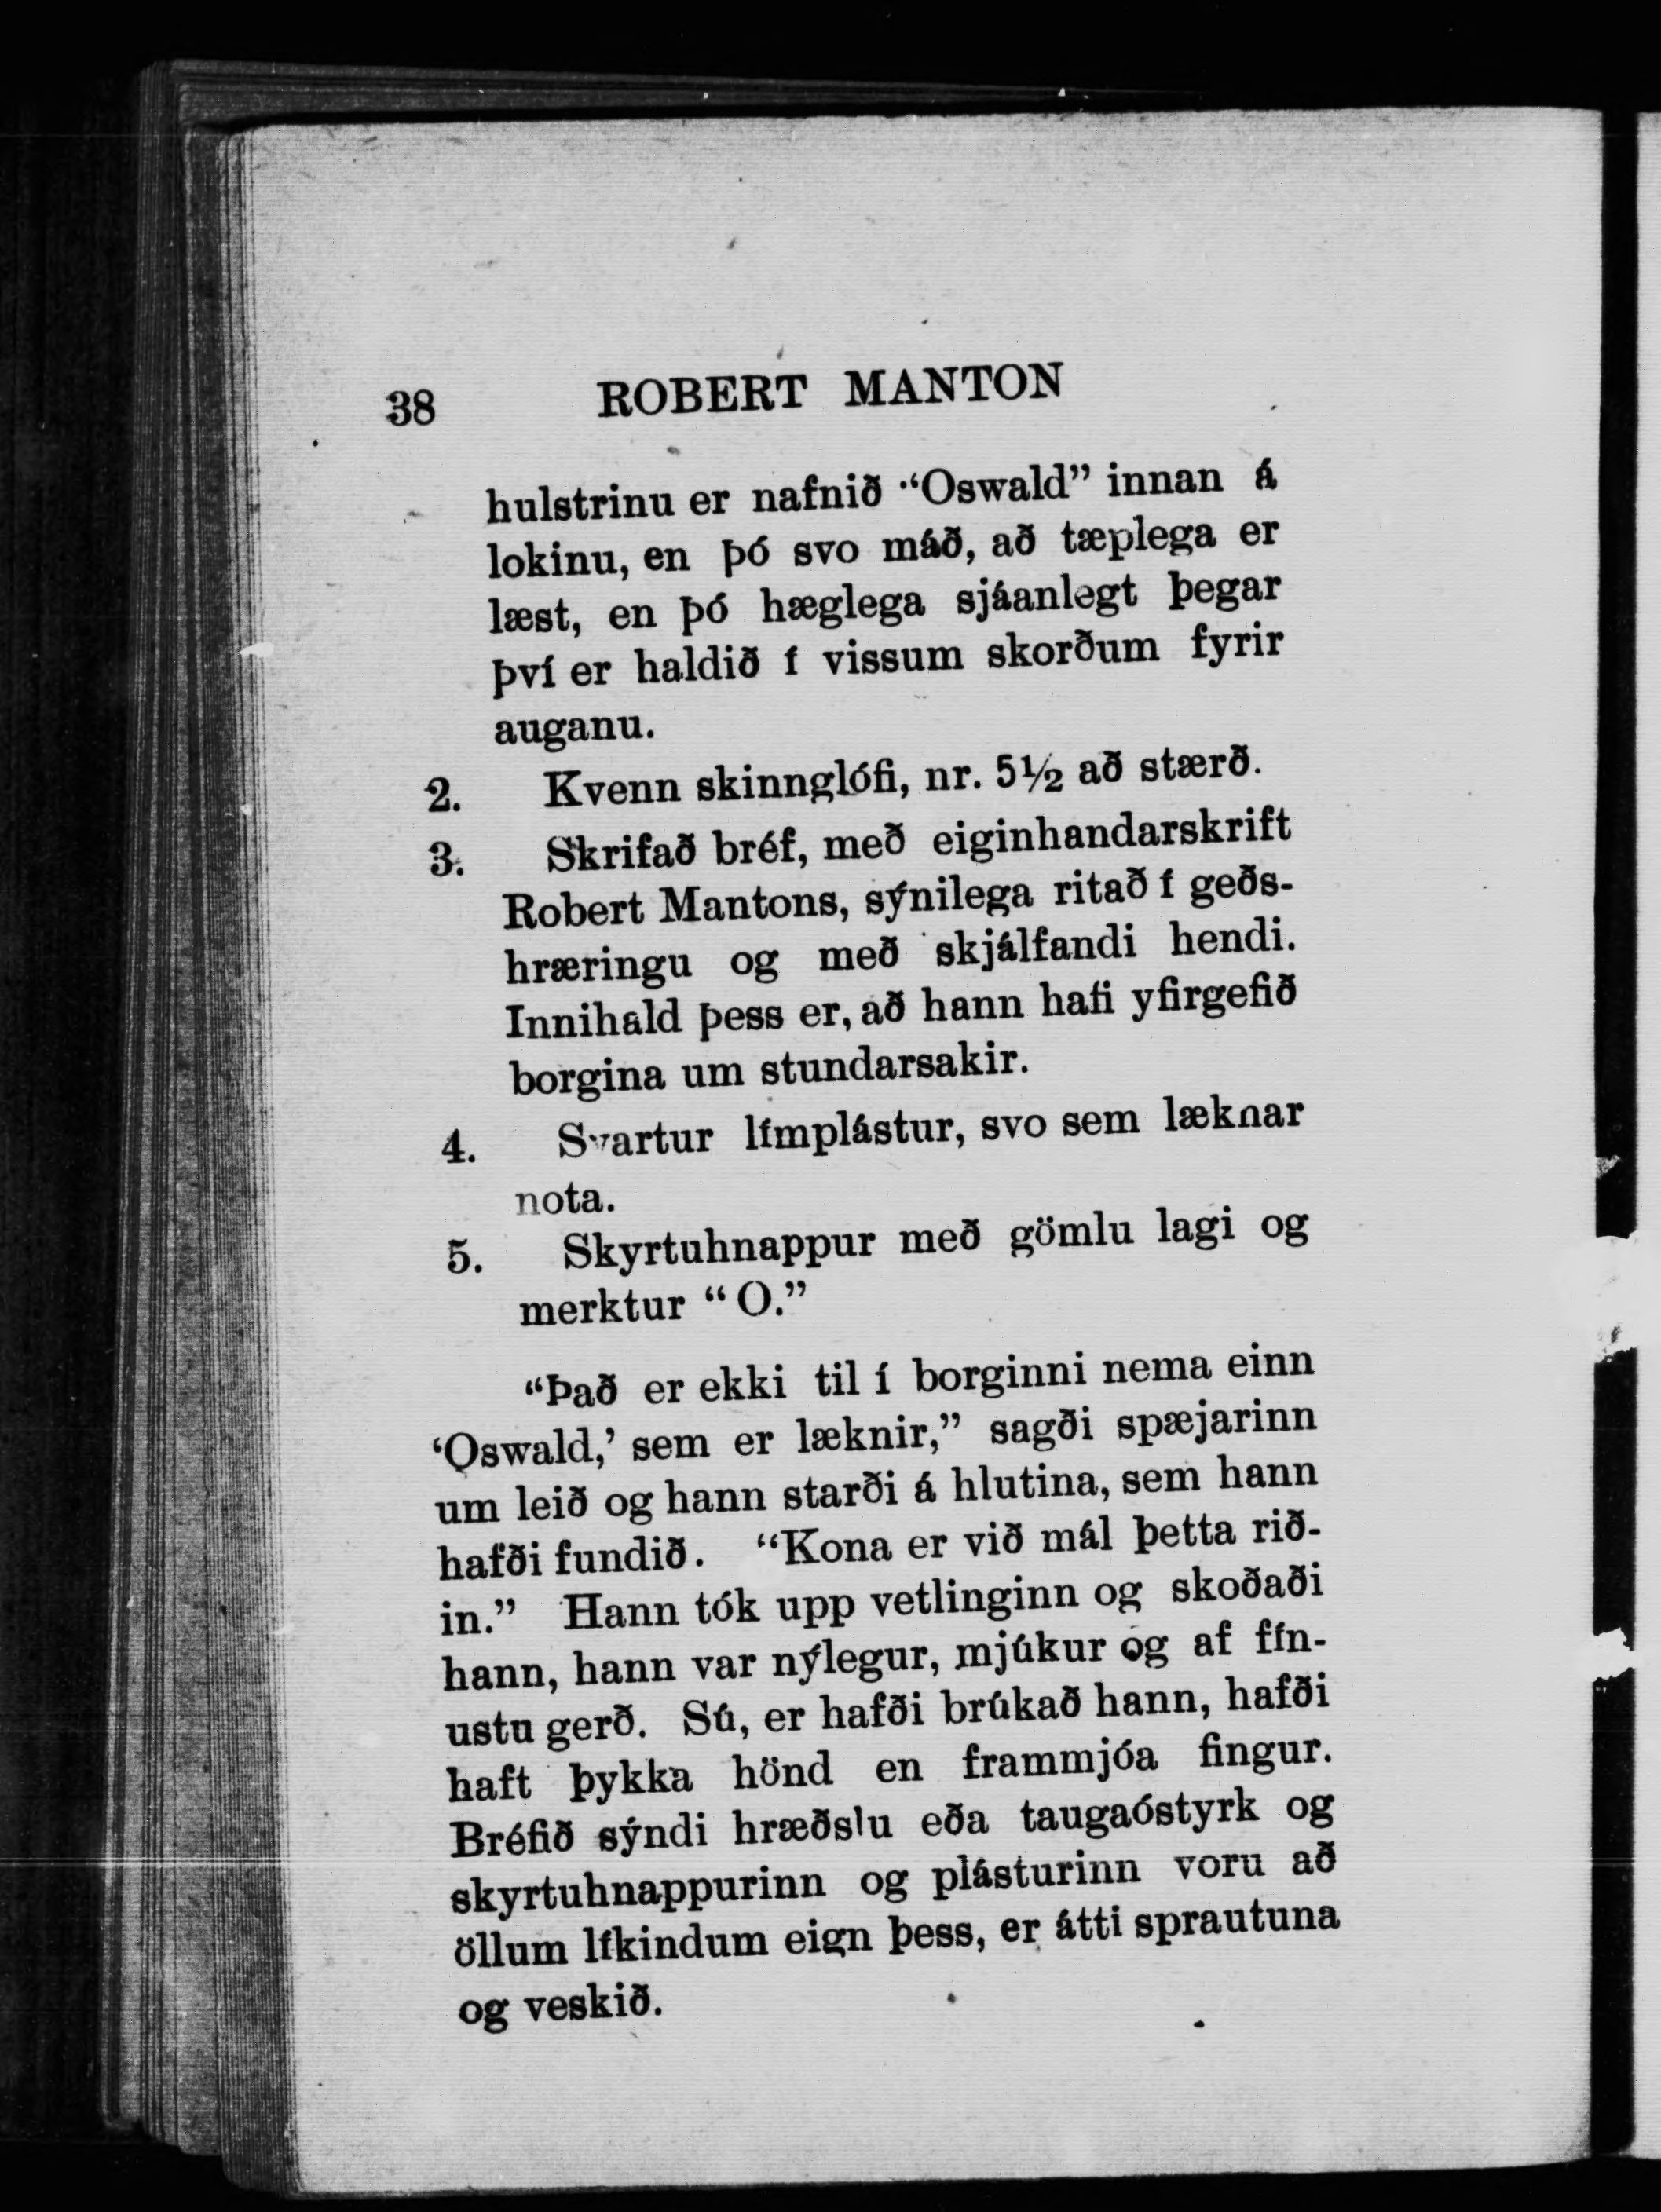 38 ROBERT MANTON
hulstrinu er nafnið “Oswald” innan á
lokinu, en þó svo máð, að tæplega er
læst, en þó hæglega sjáanlegt þegar
því er haldið í vissum skorðum fyrir
auganu.
2. Kvenn skinnglófi, nr. 5½ að stærð.
3. Skrifað bréf, með eiginhandarskrift
Robert Mantons, sýnilega ritað í geðs-
hræringu og með skjálfandi hendi.
Innihald þess er, að hann hafi yfirgefið
borgina um stundarsakir.
4. Svartur límplástur, svo sem læknar
nota.
5. Skyrtuhnappur með gömlu lagi og
merktur “O.”
“Það er ekki til í borginni nema einn
‘Oswald,’ sem er læknir,” sagði spæjarinn
um leið og hann starði á hlutina, sem hann
hafði fundið. “Kona er við mál þetta rið-
in.” Hann tók upp vetlinginn og skoðaði
hann, hann var nýlegur, mjúkur og af fín-
ustu gerð. Sú, er hafði brúkað hann, hafði
haft þykka hönd en frammjóa fingur.
Bréfið sýndi hræðslu eða taugaóstyrk og
skyrtuhnappurinn og plásturinn voru að
öllum líkindum eign þess, er átti sprautuna
og veskið.